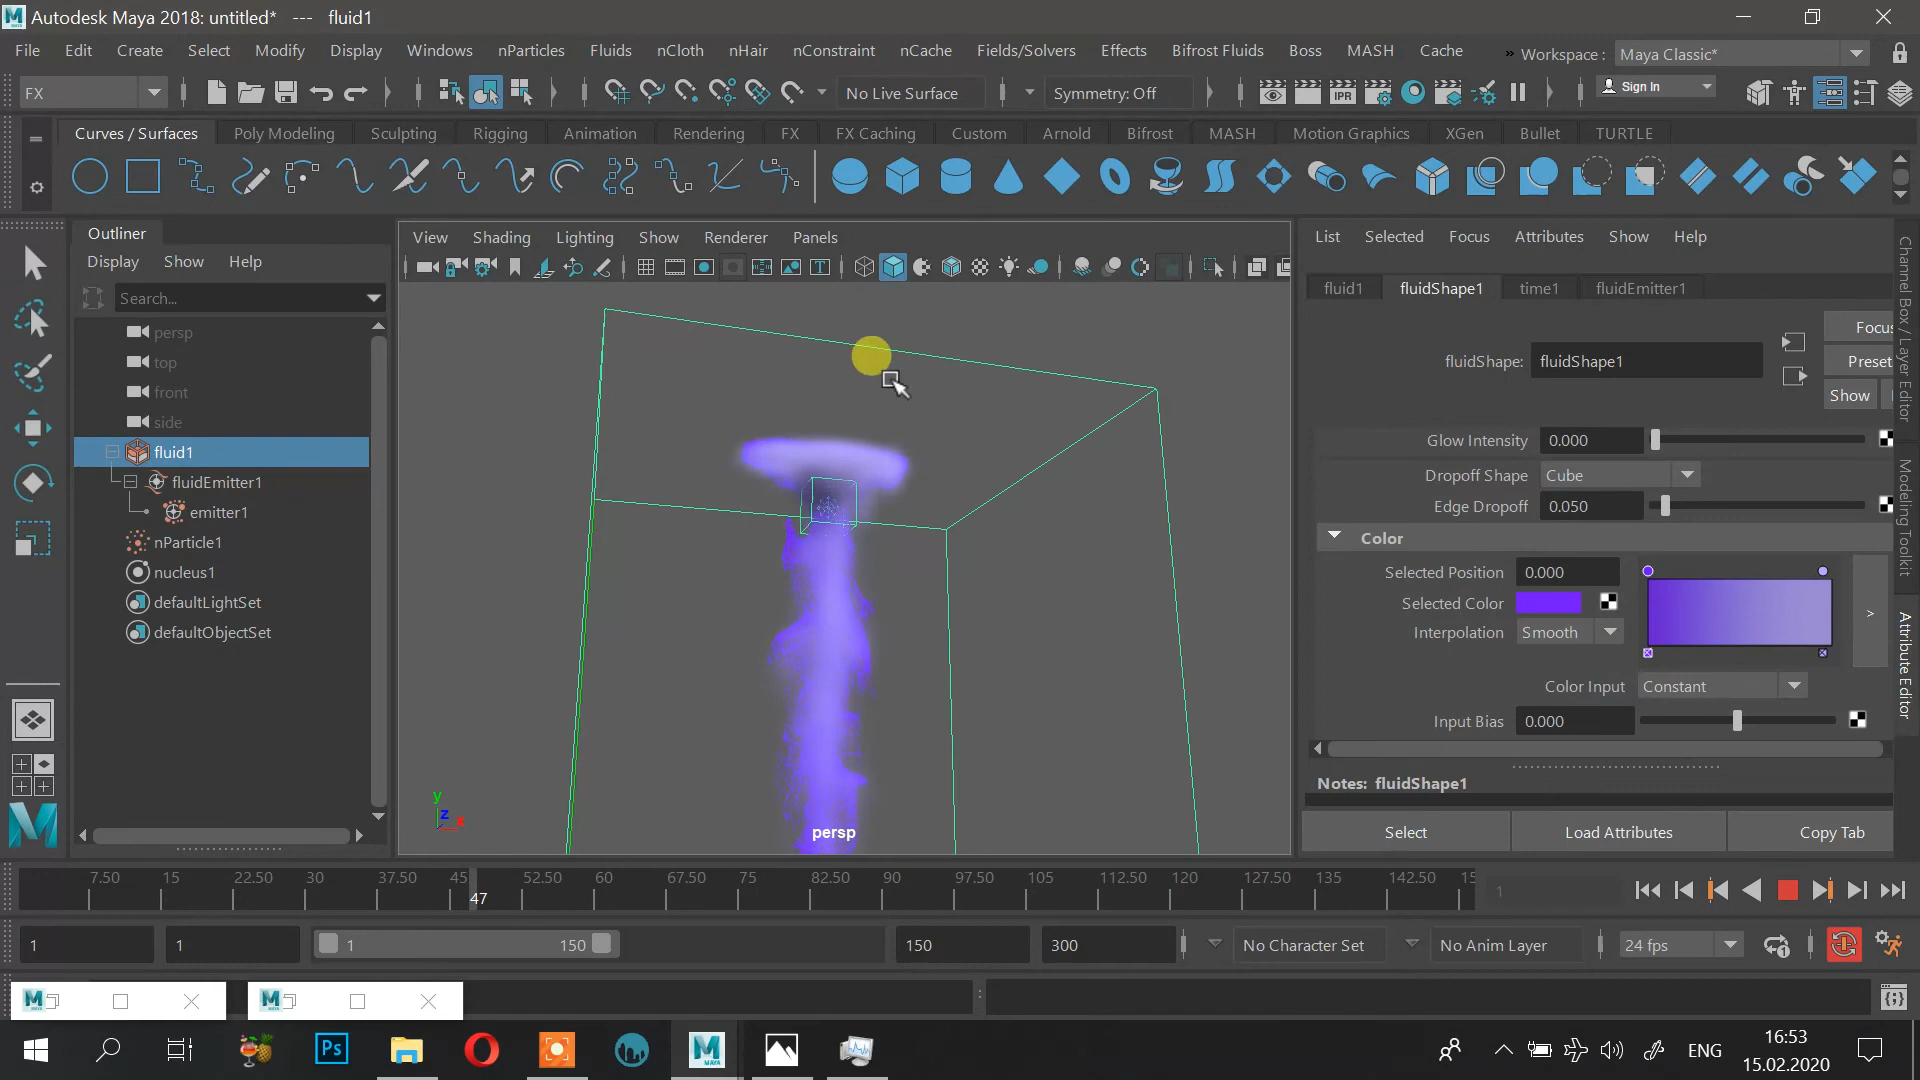 Autodesk Maya 2018: untitled*   ---   fluid1
File Edit Create Select Modify Display Windows nParticles Fluids nCloth nHair nConstraint nCache Fields/Solvers Effects Bifrost Fluids Boss MASH Cache » Workspace : Maya Classic*
FX No Live Surface Symmetry: Off IPR Sign In
Curves / Surfaces Poly Modeling Sculpting Rigging Animation Rendering FX FX Caching Custom Arnold Bifrost MASH Motion Graphics XGen Bullet TURTLE
Outliner
Display Show Help
Search...
persp
top
front
side
fluid1
fluidEmitter1
emitter1
nParticle1
nucleus1
defaultLightSet
defaultObjectSet
View Shading Lighting Show Renderer Panels
y
z
x
persp
List Selected Focus Attributes Show Help
fluid1 fluidShape1 time1 fluidEmitter1
Focus
fluidShape: fluidShape1
Preset
Show
Glow Intensity 0.000
Dropoff Shape Cube
Edge Dropoff 0.050
Color
Selected Position 0.000
Selected Color
Interpolation Smooth
>
Color Input Constant
Input Bias 0.000
Notes: fluidShape1
Select Load Attributes Copy Tab
Channel Box / Layer Editor
Modeling Toolkit
Attribute Editor
7.50 15 22.50 30 37.50 45 52.50 60 67.50 75 82.50 90 97.50 105 112.50 120 127.50 135 142.50 15
47
1
1 1 1 150 150 300 No Character Set No Anim Layer 24 fps
MAYA
Ps
ENG
16:53
15.02.2020